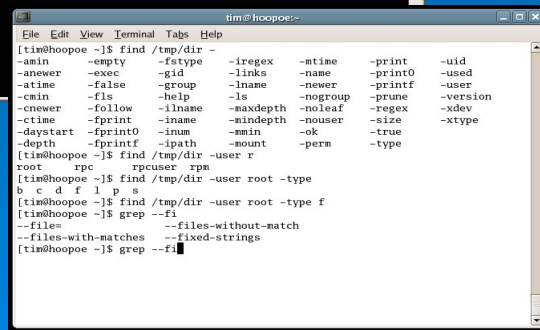 tim@hoopoe:~
File Edit View Terminal Tabs Help
[tim@hoopoe ~]$ find /tmp/dir -
-amin -empty -fstype -iregex -mtime -print -uid
-anewer -exec -gid -links -name -print0 -used
-atime -false -group -lname -newer -printf -user
-cmin -fls -help -ls -nogroup -prune -version
-cnewer -follow -ilname -maxdepth -noleaf -regex -xdev
-ctime -fprint -iname -mindepth -nouser -size -xtype
-daystart -fprint0 -inum -mmin -ok -true
-depth -fprintf -ipath -mount -perm -type
[tim@hoopoe ~]$ find /tmp/dir -user r
root rpc rpcuser rpm
[tim@hoopoe ~]$ find /tmp/dir -user root -type
b c d f l p s
[tim@hoopoe ~]$ find /tmp/dir -user root -type f
[tim@hoopoe ~]$ grep --fi
--file= --files-without-match
--files-with-matches --fixed-strings
[tim@hoopoe ~]$ grep --fi